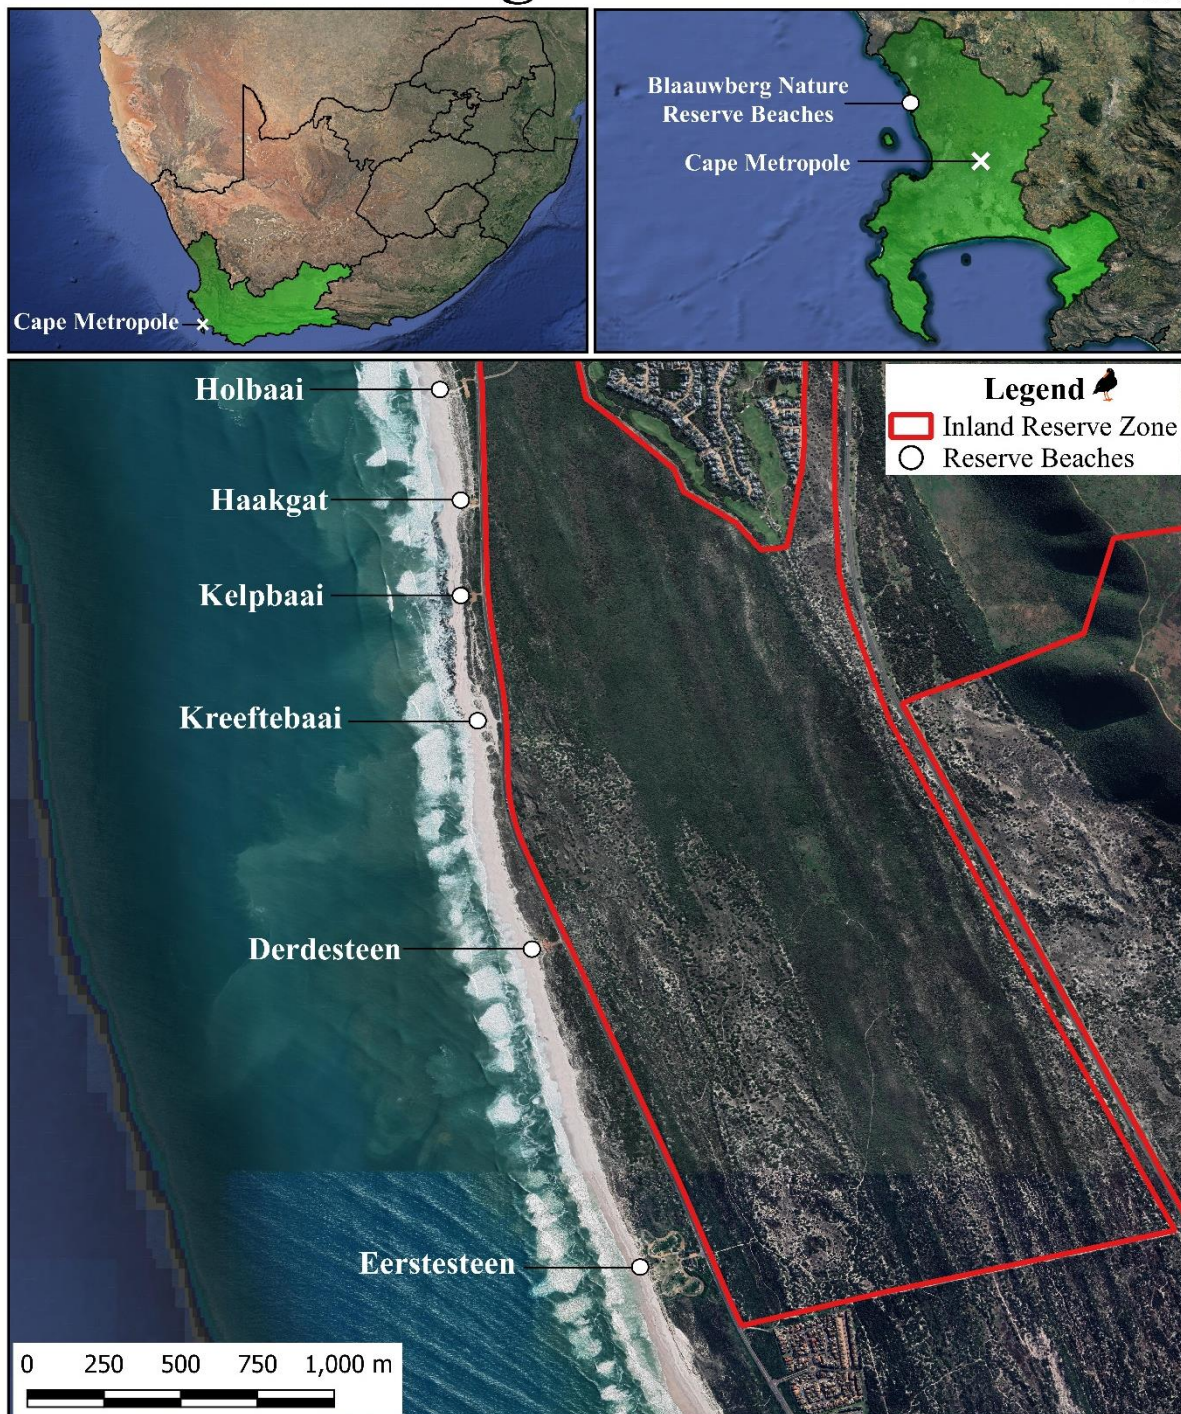 Cape Metropole
Blaauwberg Nature
Reserve Beaches
Cape Metropole
Holbaai
Haakgat
Kelpbaai
Kreeftebaai
Derdesteen
Eerstesteen
Legend
Inland Reserve Zone
Reserve Beaches
0 250 500 750 1,000 m